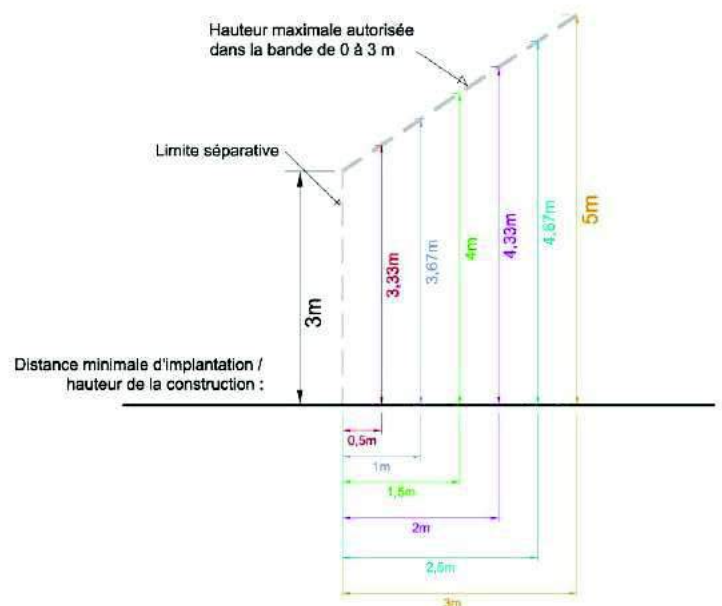 Hauteur maximale autorisée
dans la bande de 0 à 3 m
Limite séparative
3m
3,33m
3,67m
4m
4,33m
4,67m
5m
Distance minimale d'implantation /
hauteur de la construction :
0,5m
1m
1,5m
2m
2,5m
3m